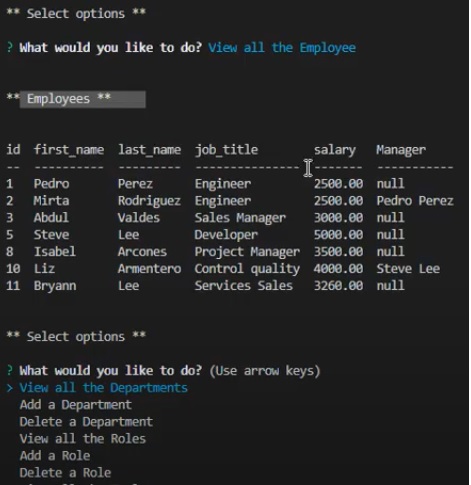 ** Select options **
? What would you like to do? View all the Employee
** Employees **
id first_name last_name job_title salary Manager
-- ---------- --------- --------------- ------- ------------
1 Pedro Perez Engineer 2500.00 null
2 Mirta Rodriguez Engineer 2500.00 Pedro Perez
3 Abdul Valdes Sales Manager 3000.00 null
5 Steve Lee Developer 5000.00 null
8 Isabel Arcones Project Manager 3500.00 null
10 Liz Armentero Control quality 4000.00 Steve Lee
11 Bryann Lee Services Sales 3260.00 null
** Select options **
? What would you like to do? (Use arrow keys)
> View all the Departments
Add a Department
Delete a Department
View all the Roles
Add a Role
Delete a Role